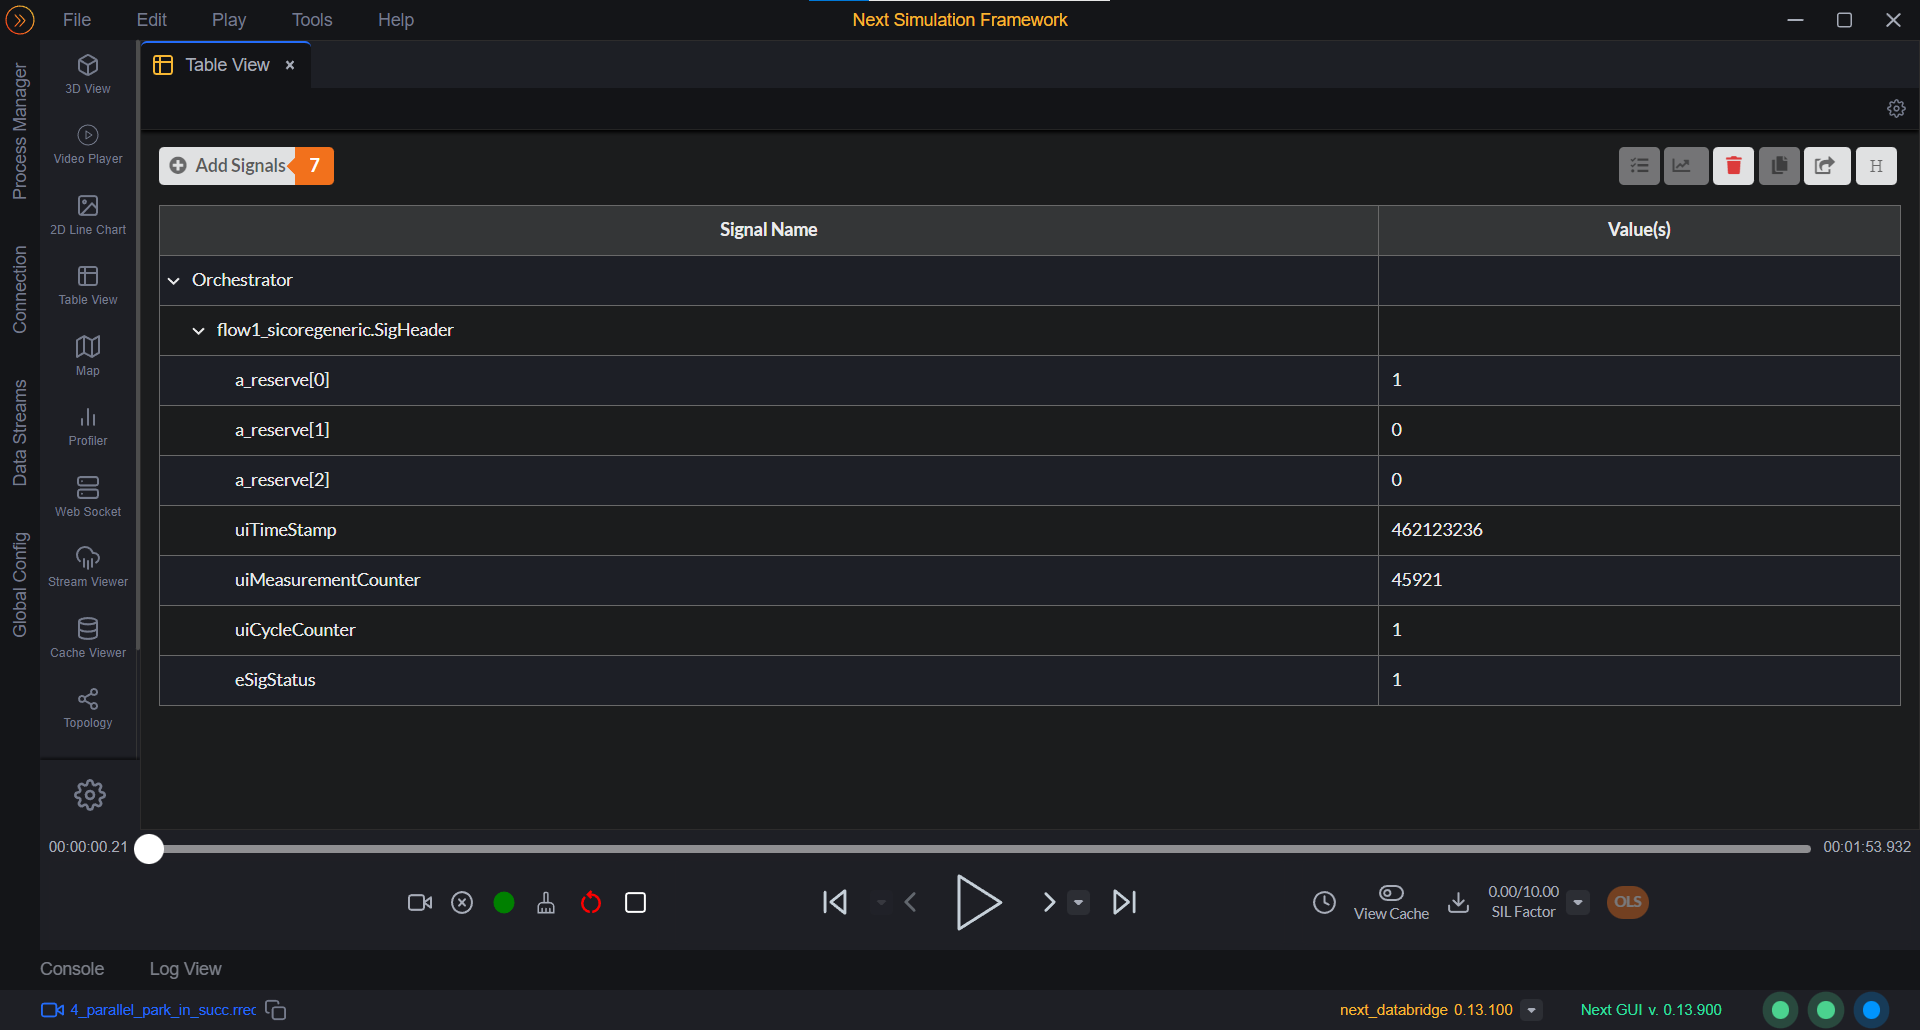 File Edit Play Tools Help
Next Simulation Framework
Process Manager
Connection
Data Streams
Global Config
3D View
Video Player
2D Line Chart
Table View
Map
Profiler
Web Socket
Stream Viewer
Cache Viewer
Topology
Table View ×
Add Signals 7
H
Signal Name Value(s)
Orchestrator
flow1_sicoregeneric.SigHeader
a_reserve[0] 1
a_reserve[1] 0
a_reserve[2] 0
uiTimeStamp 462123236
uiMeasurementCounter 45921
uiCycleCounter 1
eSigStatus 1
00:00:00.21 00:01:53.932
View Cache
0.00/10.00
SIL Factor
OLS
Console Log View
4_parallel_park_in_succ.rrec
next_databridge 0.13.100
Next GUI v. 0.13.900